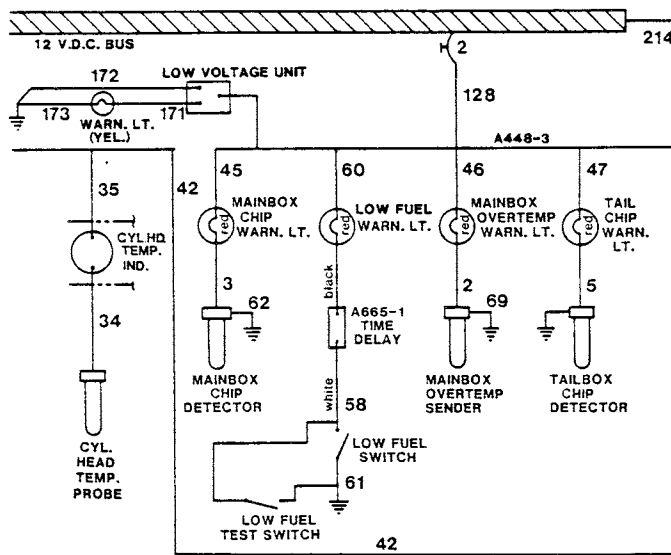 12 V.D.C. BUS
2
214
172
LOW VOLTAGE UNIT
173
171
WARN. LT.
(YEL.)
128
A448-3
35
42
45
60
46
47
MAINBOX
CHIP
WARN. LT.
red
LOW FUEL
WARN. LT.
red
MAINBOX
OVERTEMP
WARN. LT.
red
TAIL
CHIP
WARN.
LT.
red
CYL.HD.
TEMP.
IND.
3
62
black
2
69
5
34
A665-1
TIME
DELAY
MAINBOX
CHIP
DETECTOR
MAINBOX
OVERTEMP
SENDER
TAILBOX
CHIP
DETECTOR
white
58
CYL.
HEAD
TEMP.
PROBE
LOW FUEL
SWITCH
61
LOW FUEL
TEST SWITCH
42